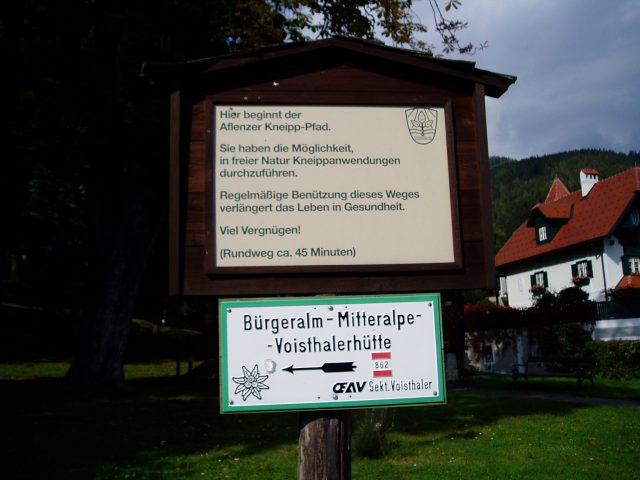 Hier beginnt der
Aflenzer Kneipp-Pfad.
Sie haben die Möglichkeit,
in freier Natur Kneippanwendungen
durchzuführen.
Regelmäßige Benützung dieses Weges
verlängert das Leben in Gesundheit.
Viel Vergnügen!
(Rundweg ca. 45 Minuten)
Bürgeralm-Mitteralpe-
-Voisthalerhütte
862
ŒAV Sekt.Voisthaler